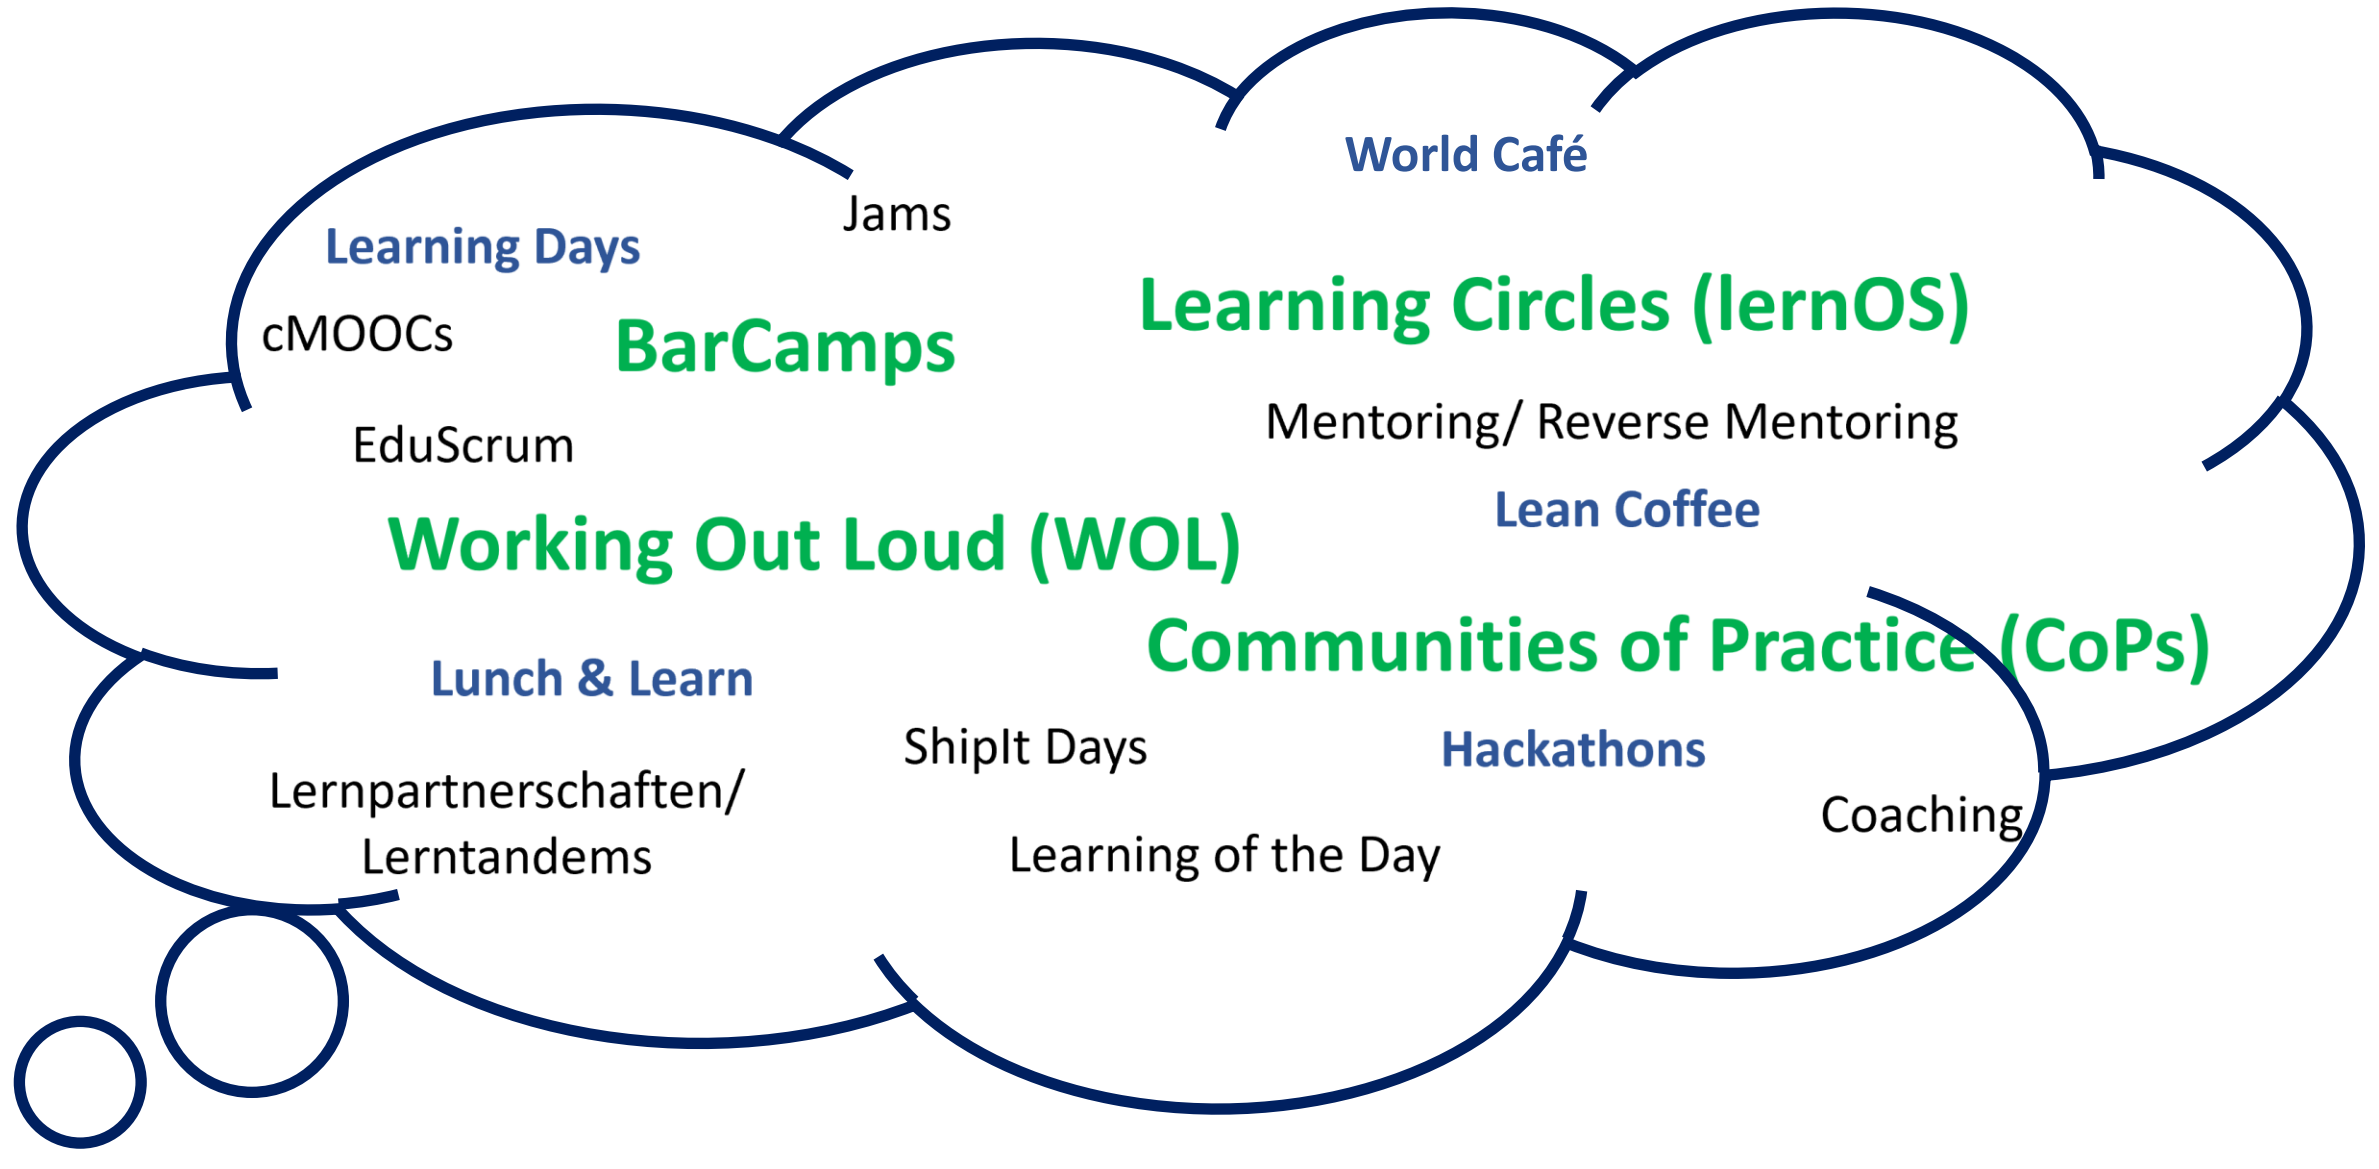 World Café
Jams
Learning Days
Learning Circles (lernOS)
cMOOCs
BarCamps
Mentoring/ Reverse Mentoring
EduScrum
Lean Coffee
Working Out Loud (WOL)
Communities of Practice (CoPs)
Lunch & Learn
ShipIt Days
Hackathons
Lernpartnerschaften/
Lerntandems
Coaching
Learning of the Day